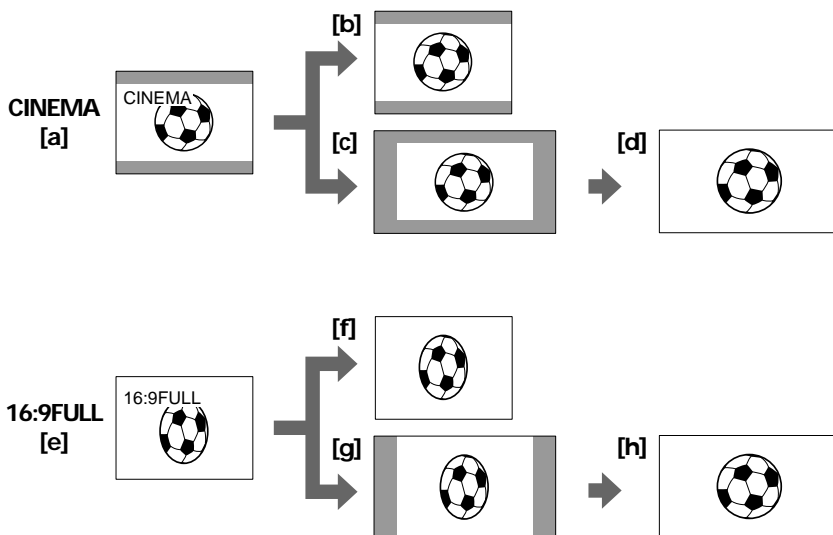 [b]
CINEMA
CINEMA
[a]
[c]
[d]
[f]
16:9FULL
16:9FULL
[e]
[g]
[h]